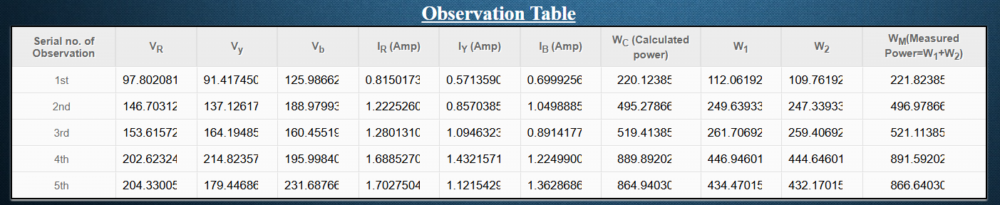 Observation Table
Serial no. of Observation V_R V_y V_b I_R (Amp) I_Y (Amp) I_B (Amp) W_C (Calculated power) W_1 W_2 W_M(Measured Power=W_1+W_2)
1st 97.802081 91.417450 125.98662 0.8150173 0.5713590 0.6999256 220.12385 112.06192 109.76192 221.82385
2nd 146.70312 137.12617 188.97993 1.2225260 0.8570385 1.0498885 495.27866 249.63933 247.33933 496.97866
3rd 153.61572 164.19485 160.45519 1.2801310 1.0946323 0.8914177 519.41385 261.70692 259.40692 521.11385
4th 202.62324 214.82357 195.99840 1.6885270 1.4321571 1.2249900 889.89202 446.94601 444.64601 891.59202
5th 204.33005 179.44686 231.68766 1.7027504 1.1215429 1.3628686 864.94030 434.47015 432.17015 866.64030